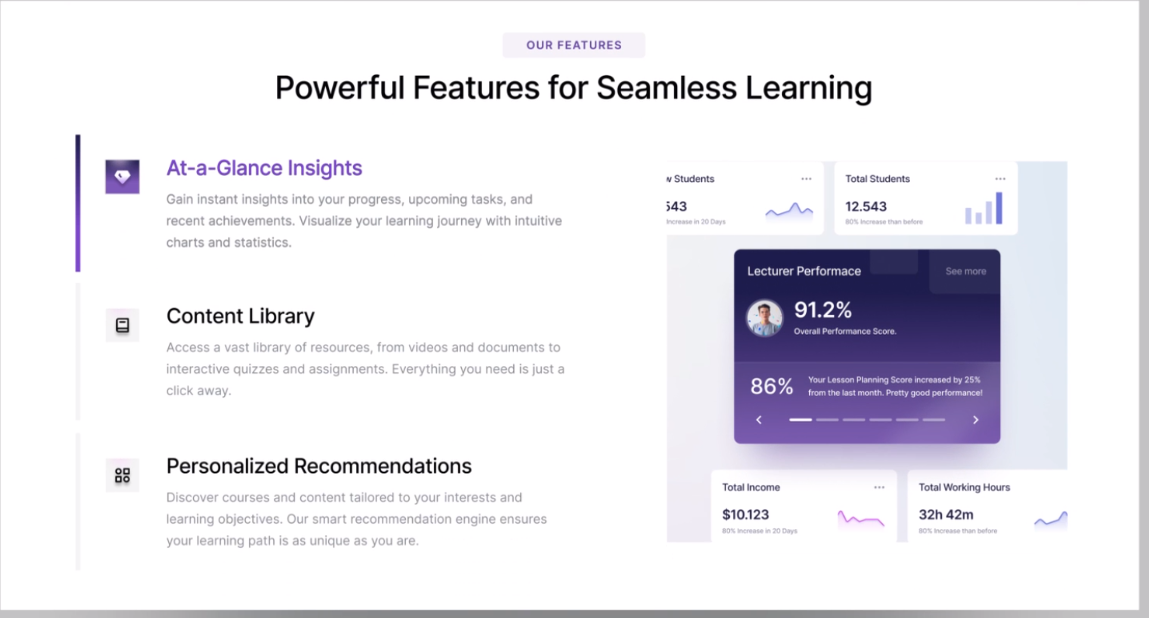 OUR FEATURES
Powerful Features for Seamless Learning
At-a-Glance Insights
Gain instant insights into your progress, upcoming tasks, and
recent achievements. Visualize your learning journey with intuitive
charts and statistics.
Content Library
Access a vast library of resources, from videos and documents to
interactive quizzes and assignments. Everything you need is just a
click away.
Personalized Recommendations
Discover courses and content tailored to your interests and
learning objectives. Our smart recommendation engine ensures
your learning path is as unique as you are.
w Students
543
Increase in 20 Days
Total Students
12.543
80% Increase than before
Lecturer Performace
See more
91.2%
Overall Performance Score.
86%
Your Lesson Planning Score increased by 25%
from the last month. Pretty good performance!
Total Income
$10.123
80% Increase in 20 Days
Total Working Hours
32h 42m
80% Increase than before